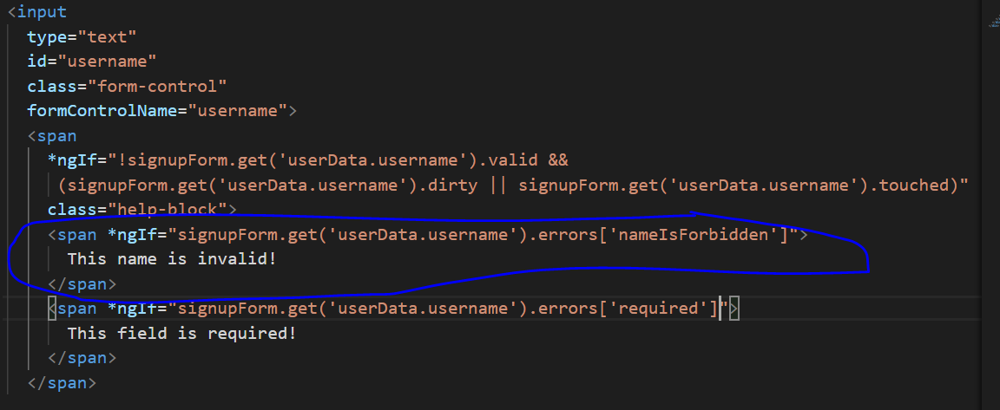 <input
type="text"
id="username"
class="form-control"
formControlName="username">
<span
*ngIf="!signupForm.get('userData.username').valid &&
(signupForm.get('userData.username').dirty || signupForm.get('userData.username').touched)"
class="help-block">
<span *ngIf="signupForm.get('userData.username').errors['nameIsForbidden']">
This name is invalid!
</span>
<span *ngIf="signupForm.get('userData.username').errors['required']">
This field is required!
</span>
</span>